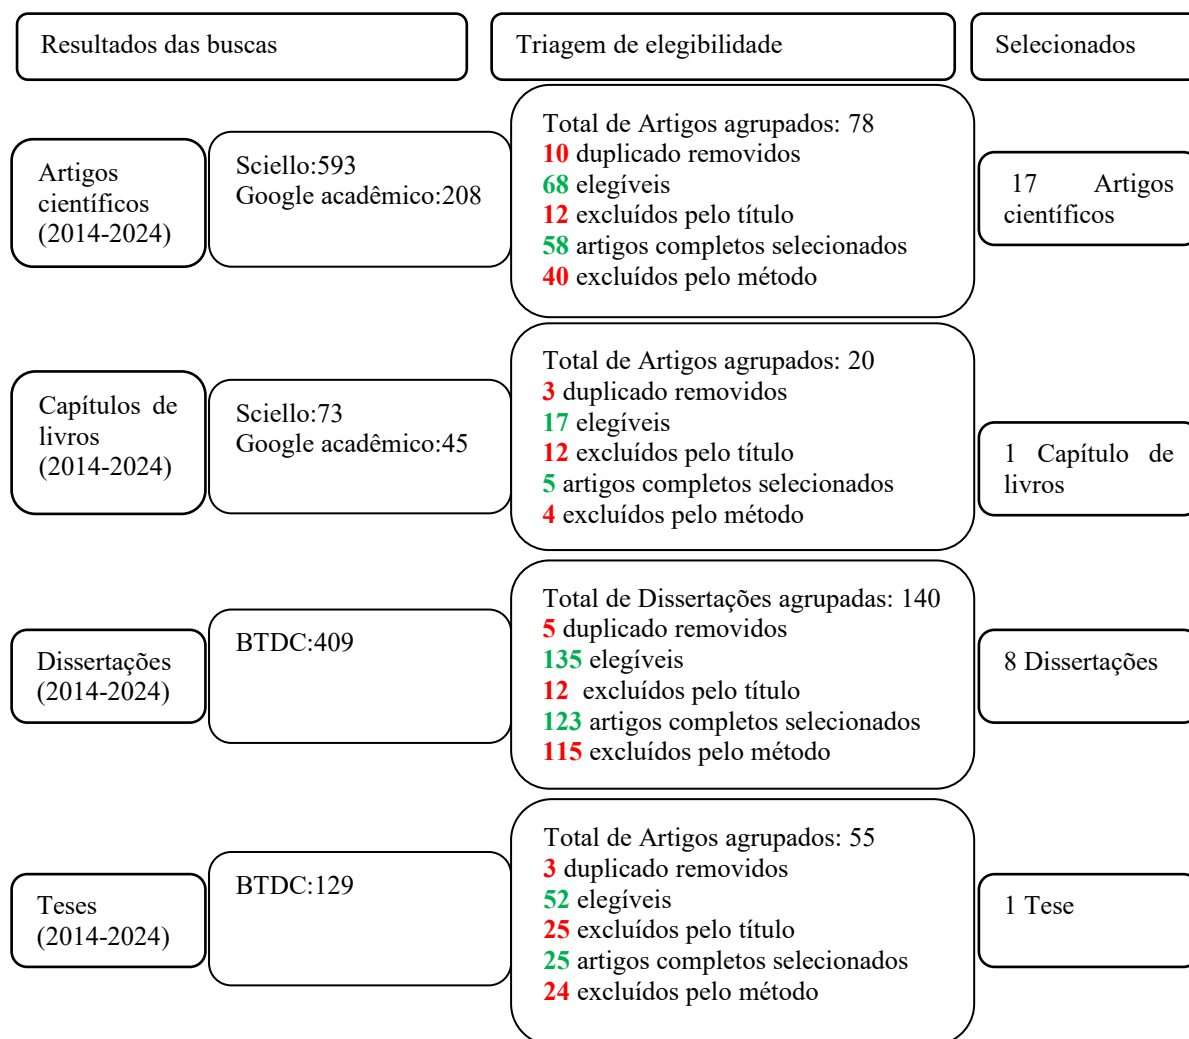 Resultados das buscas
Triagem de elegibilidade
Selecionados
Artigos
científicos
(2014-2024)
Sciello:593
Google acadêmico:208
Total de Artigos agrupados: 78
10 duplicado removidos
68 elegíveis
12 excluídos pelo título
58 artigos completos selecionados
40 excluídos pelo método
17 Artigos
científicos
Capítulos de
livros
(2014-2024)
Sciello:73
Google acadêmico:45
Total de Artigos agrupados: 20
3 duplicado removidos
17 elegíveis
12 excluídos pelo título
5 artigos completos selecionados
4 excluídos pelo método
1 Capítulo de
livros
Dissertações
(2014-2024)
BTDC:409
Total de Dissertações agrupadas: 140
5 duplicado removidos
135 elegíveis
12 excluídos pelo título
123 artigos completos selecionados
115 excluídos pelo método
8 Dissertações
Teses
(2014-2024)
BTDC:129
Total de Artigos agrupados: 55
3 duplicado removidos
52 elegíveis
25 excluídos pelo título
25 artigos completos selecionados
24 excluídos pelo método
1 Tese